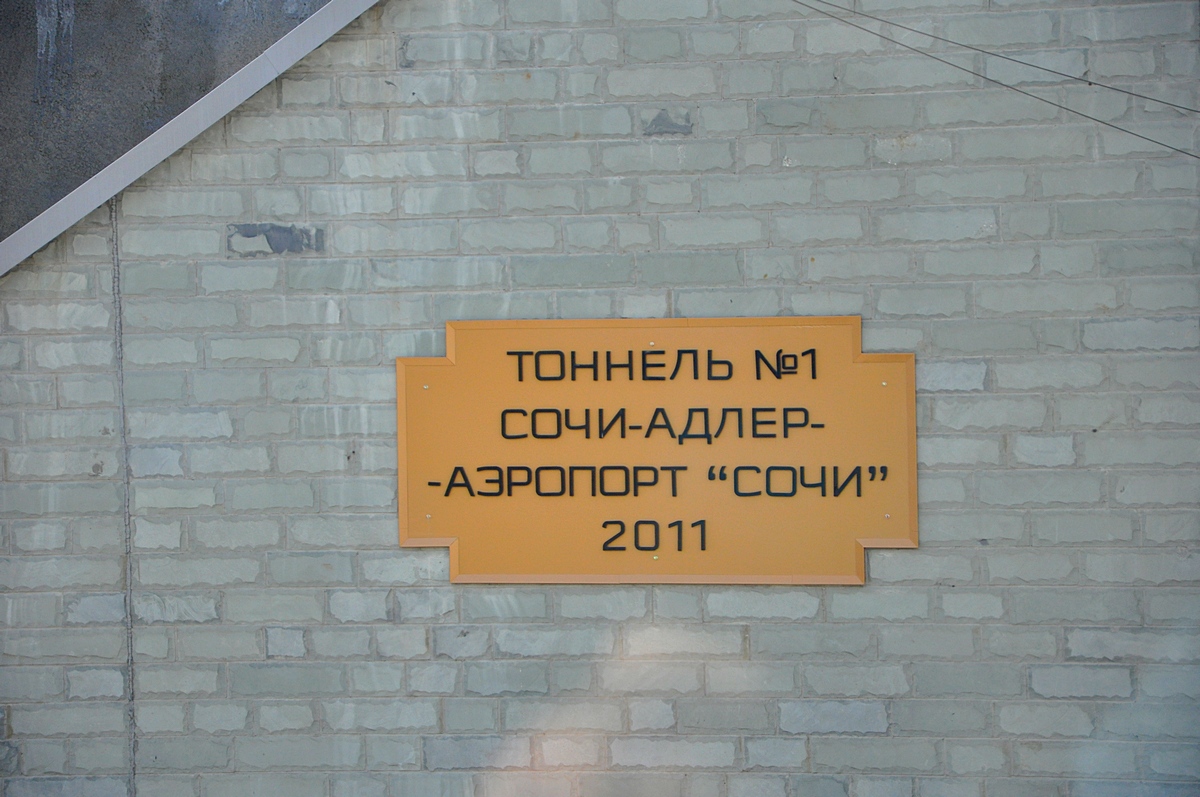 ТОННЕЛЬ №1
СОЧИ-АДЛЕР-
-АЭРОПОРТ “СОЧИ”
2011